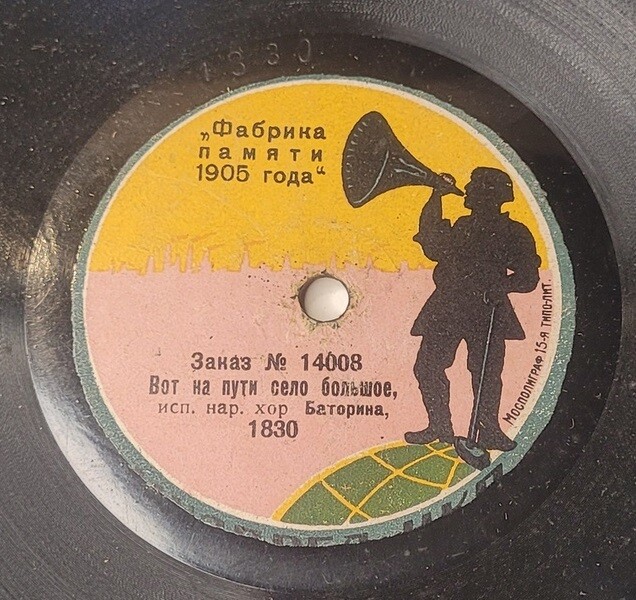 1830
„Фабрика
памяти
1905 года“
Заказ № 14008
Вот на пути село большое,
исп. нар. хор Баторина,
1830
Мосполиграф 15-я типо-лит.